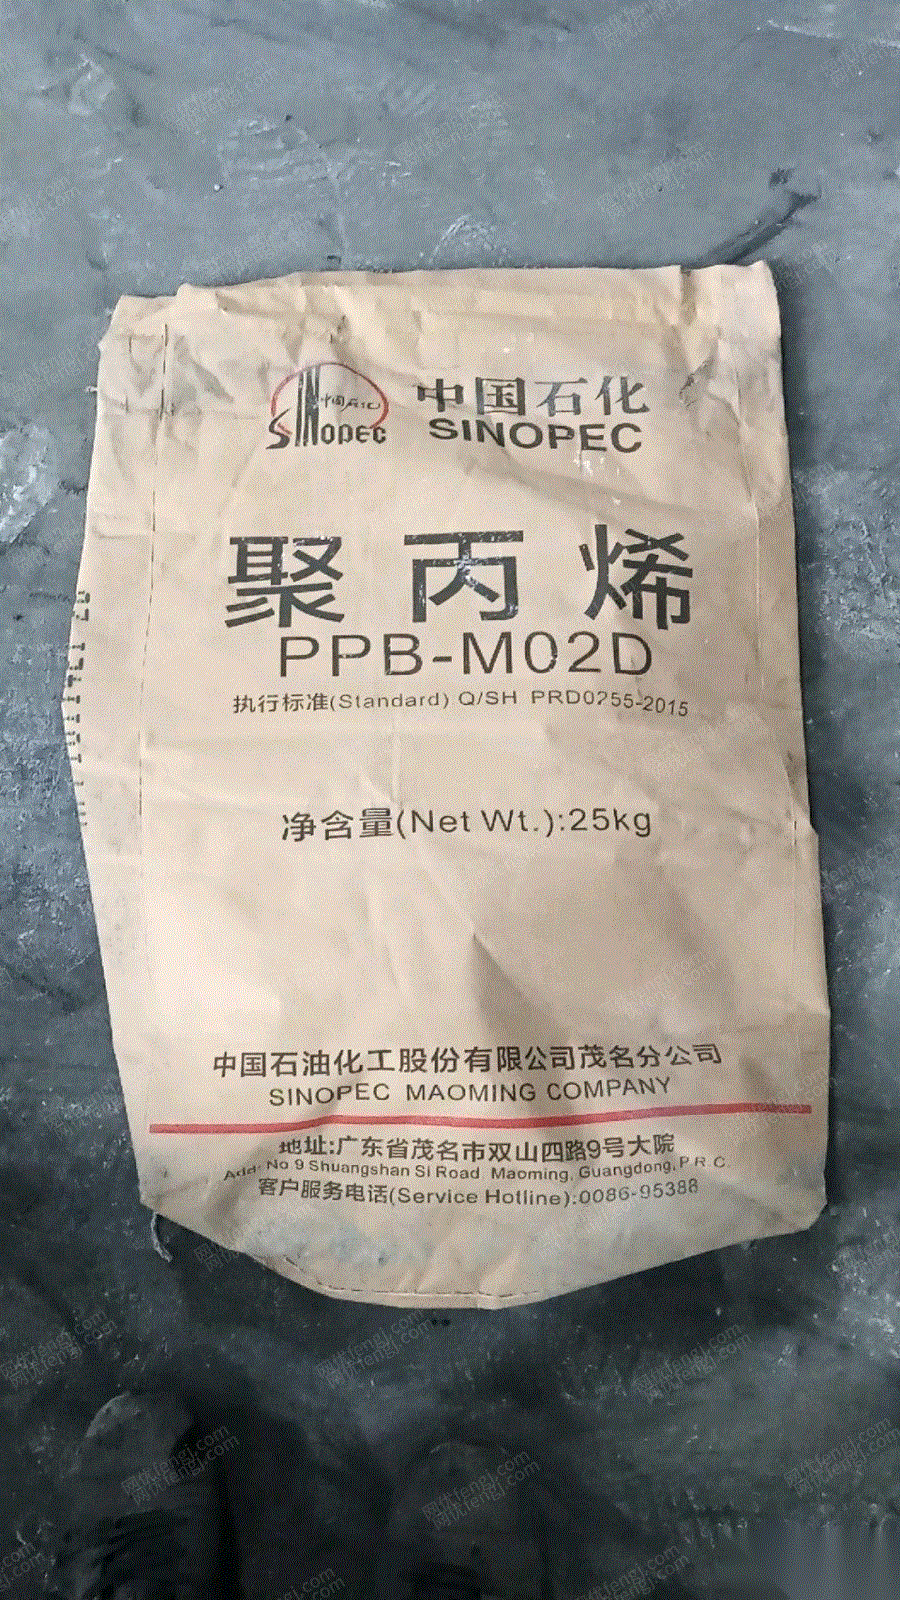 中国石化
SINOPEC
中国石化
SINOPEC
聚丙烯
PPB-M02D
执行标准(Standard) Q/SH PRD0255-2015
净含量(Net Wt.):25kg
中国石油化工股份有限公司茂名分公司
SINOPEC MAOMING COMPANY
地址:广东省茂名市双山四路9号大院
Add: No 9 Shuangshan Si Road Maoming, Guangdong, P.R.C.
客户服务电话(Service Hotline):0086-95388